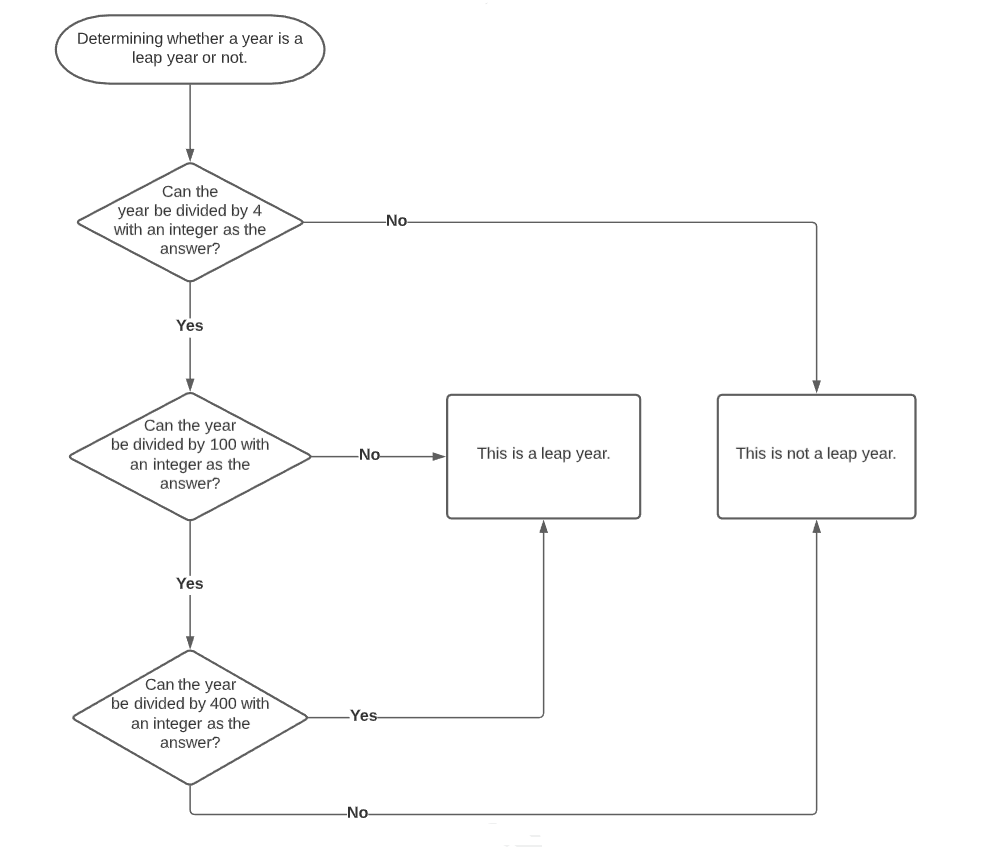 Determining whether a year is a
leap year or not.
Can the
year be divided by 4
with an integer as the
answer?
No
Yes
Can the year
be divided by 100 with
an integer as the
answer?
No
This is a leap year.
This is not a leap year.
Yes
Can the year
be divided by 400 with
an integer as the
answer?
Yes
No